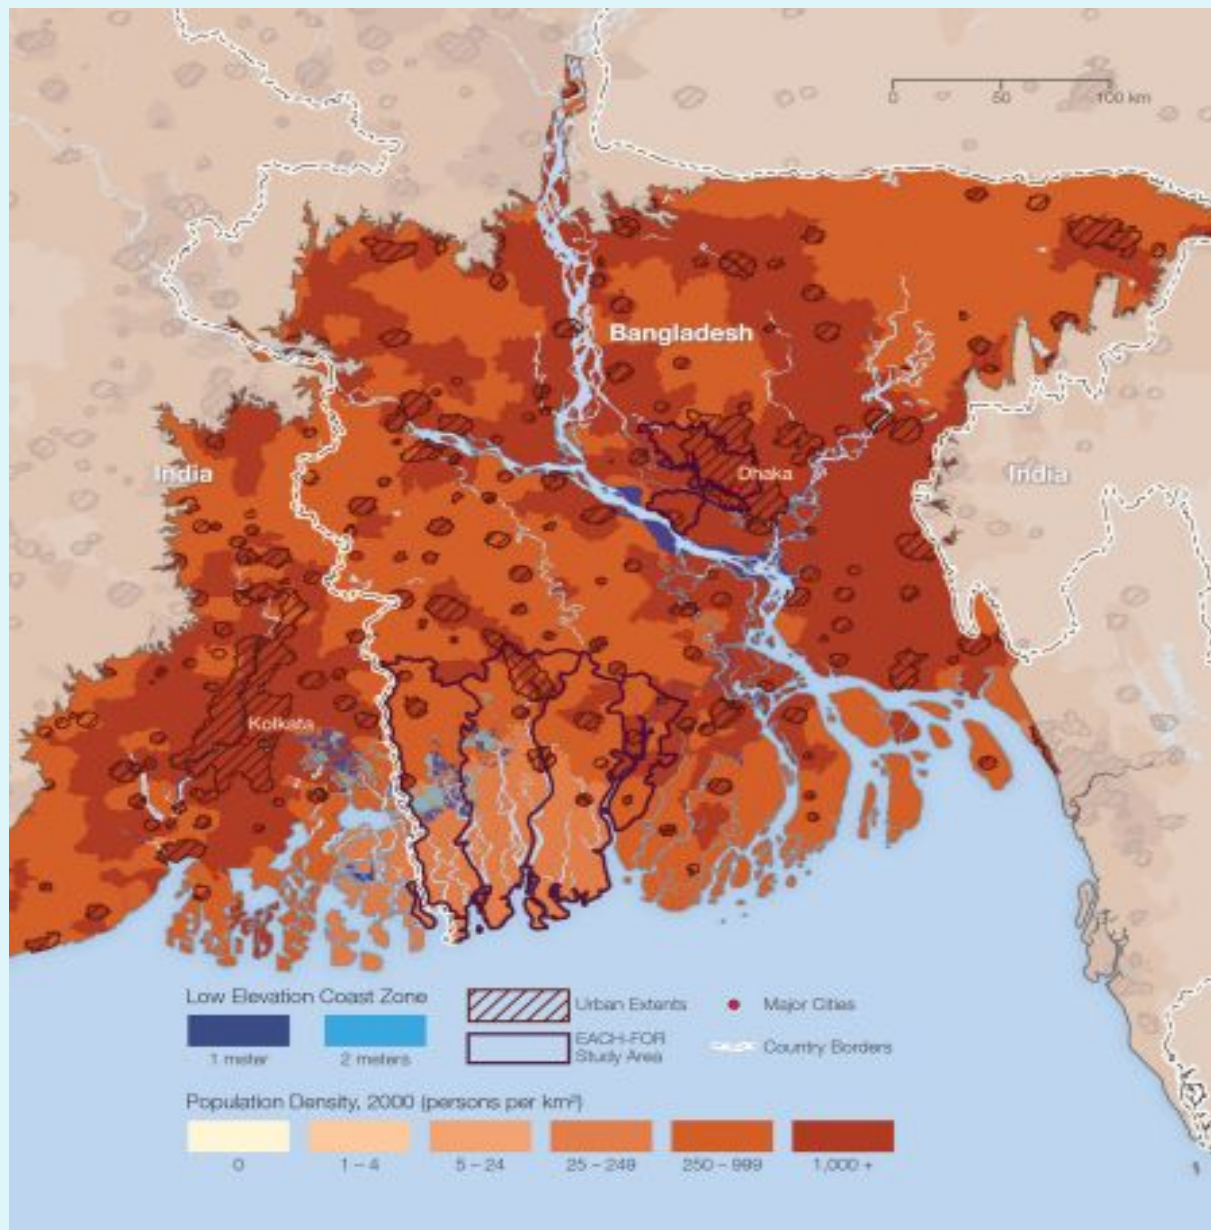 0 50 100 km
Bangladesh
India
Dhaka
India
Kolkata
Low Elevation Coast Zone
1 meter
2 meters
Urban Extents
EACH-FOR
Study Area
Major Cities
Country Borders
Population Density, 2000 (persons per km²)
0
1 – 4
5 – 24
25 – 249
250 – 999
1,000 +